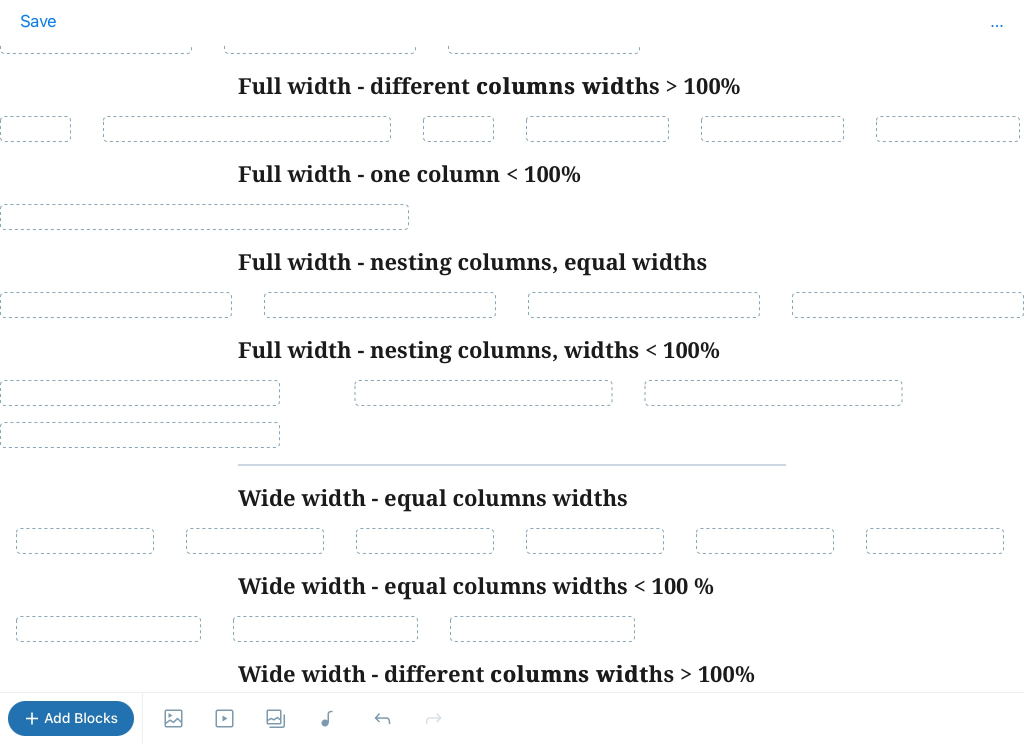 Save
...
Full width - different columns widths > 100%
Full width - one column < 100%
Full width - nesting columns, equal widths
Full width - nesting columns, widths < 100%
Wide width - equal columns widths
Wide width - equal columns widths < 100 %
Wide width - different columns widths > 100%
Add Blocks